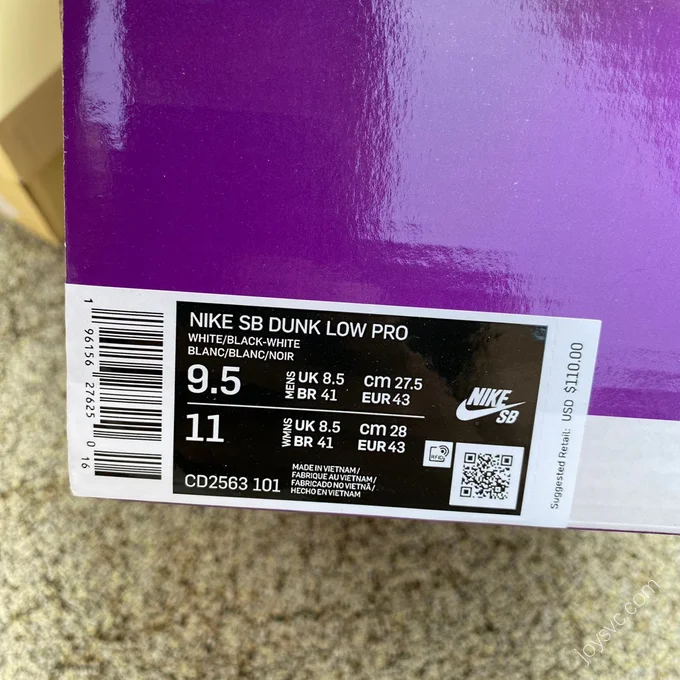 NIKE SB DUNK LOW PRO
WHITE/BLACK-WHITE
BLANC/BLANC/NOIR
9.5 MENS UK 8.5 cm 27.5
BR 41 EUR 43
11 WMNS UK 8.5 cm 28
BR 41 EUR 43
CD2563 101
MADE IN VIETNAM /
FABRIQUE AU VIETNAM /
FABRICADO NO VIETNÃ /
HECHO EN VIETNAM
NIKE
SB
RFID
1 96156 27625 0 16
Suggested Retail: USD $110.00
joysvc.com